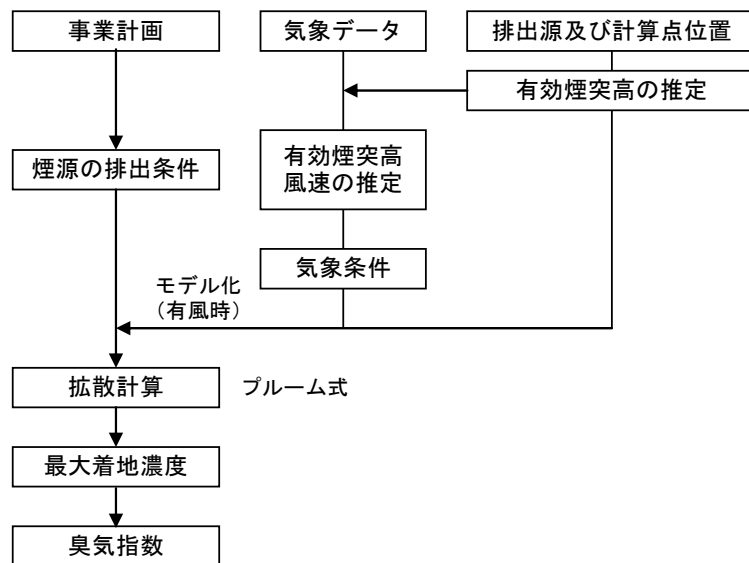 事業計画
気象データ
排出源及び計算点位置
有効煙突高の推定
煙源の排出条件
有効煙突高
風速の推定
気象条件
モデル化
（有風時）
拡散計算
プルーム式
最大着地濃度
臭気指数